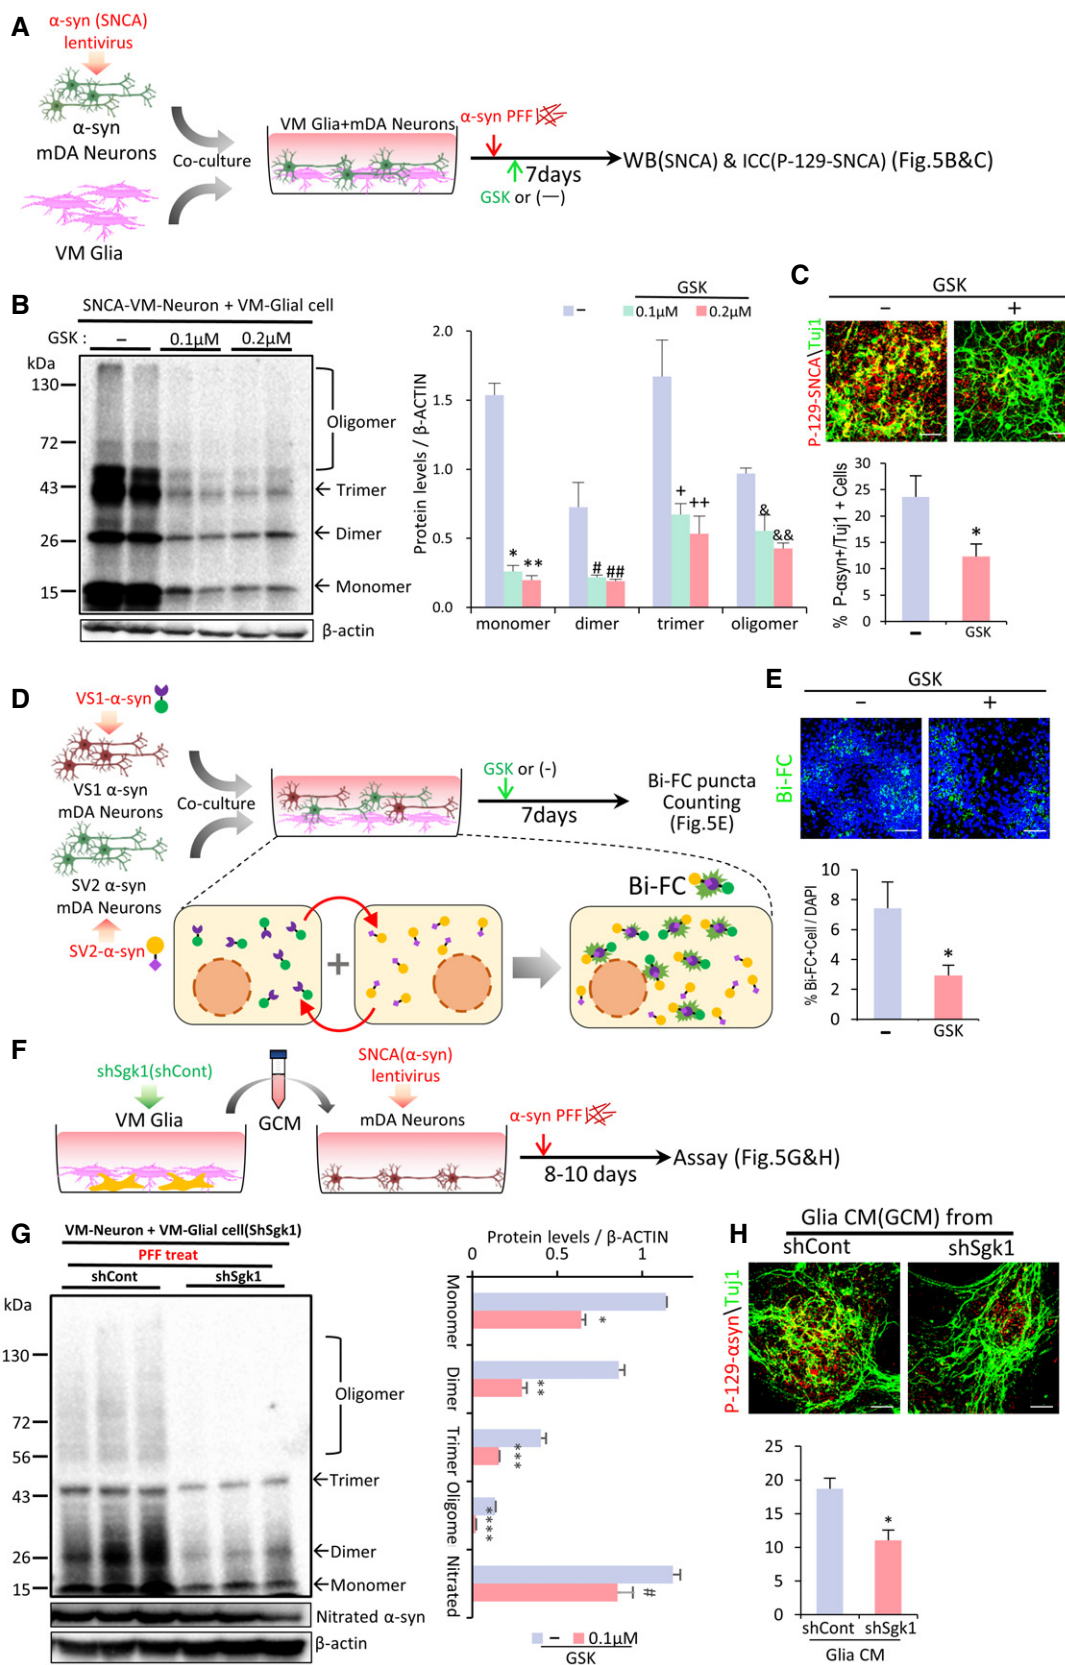 A
α-syn (SNCA)
lentivirus
α-syn
mDA Neurons
VM Glia
Co-culture
VM Glia+mDA Neurons
α-syn PFF
7days
GSK or (—)
WB(SNCA) & ICC(P-129-SNCA) (Fig.5B&C)
B
SNCA-VM-Neuron + VM-Glial cell
GSK : – 0.1µM 0.2µM
kDa
130
72
43
26
15
Oligomer
Trimer
Dimer
Monomer
β-actin
GSK
– 0.1µM 0.2µM
Protein levels / β-ACTIN
2.0
1.5
1.0
0.5
0.0
* ** # ## + ++ & &&
monomer dimer trimer oligomer
C
GSK
– +
P-129-SNCA\Tuj1
% P-αsyn+/Tuj1 + Cells
30
25
20
15
10
5
0
*
– GSK
D
VS1-α-syn
VS1 α-syn
mDA Neurons
Co-culture
SV2 α-syn
mDA Neurons
SV2-α-syn
GSK or (-)
7days
Bi-FC puncta
Counting
(Fig.5E)
Bi-FC
+
E
GSK
– +
Bi-FC
% Bi-FC+Cell / DAPI
10
8
6
4
2
0
*
– GSK
F
shSgk1(shCont)
VM Glia
GCM
SNCA(α-syn)
lentivirus
mDA Neurons
α-syn PFF
8-10 days
Assay (Fig.5G&H)
G
VM-Neuron + VM-Glial cell(ShSgk1)
PFF treat
shCont shSgk1
kDa
130
72
56
43
26
15
Oligomer
Trimer
Dimer
Monomer
Nitrated α-syn
β-actin
Protein levels / β-ACTIN
0 0.5 1
Monomer
*
Dimer
**
Trimer
***
Oligome
****
Nitrated
#
– 0.1µM
GSK
H
Glia CM(GCM) from
shCont shSgk1
P-129-αsyn\Tuj1
25
20
15
10
5
0
*
shCont shSgk1
Glia CM